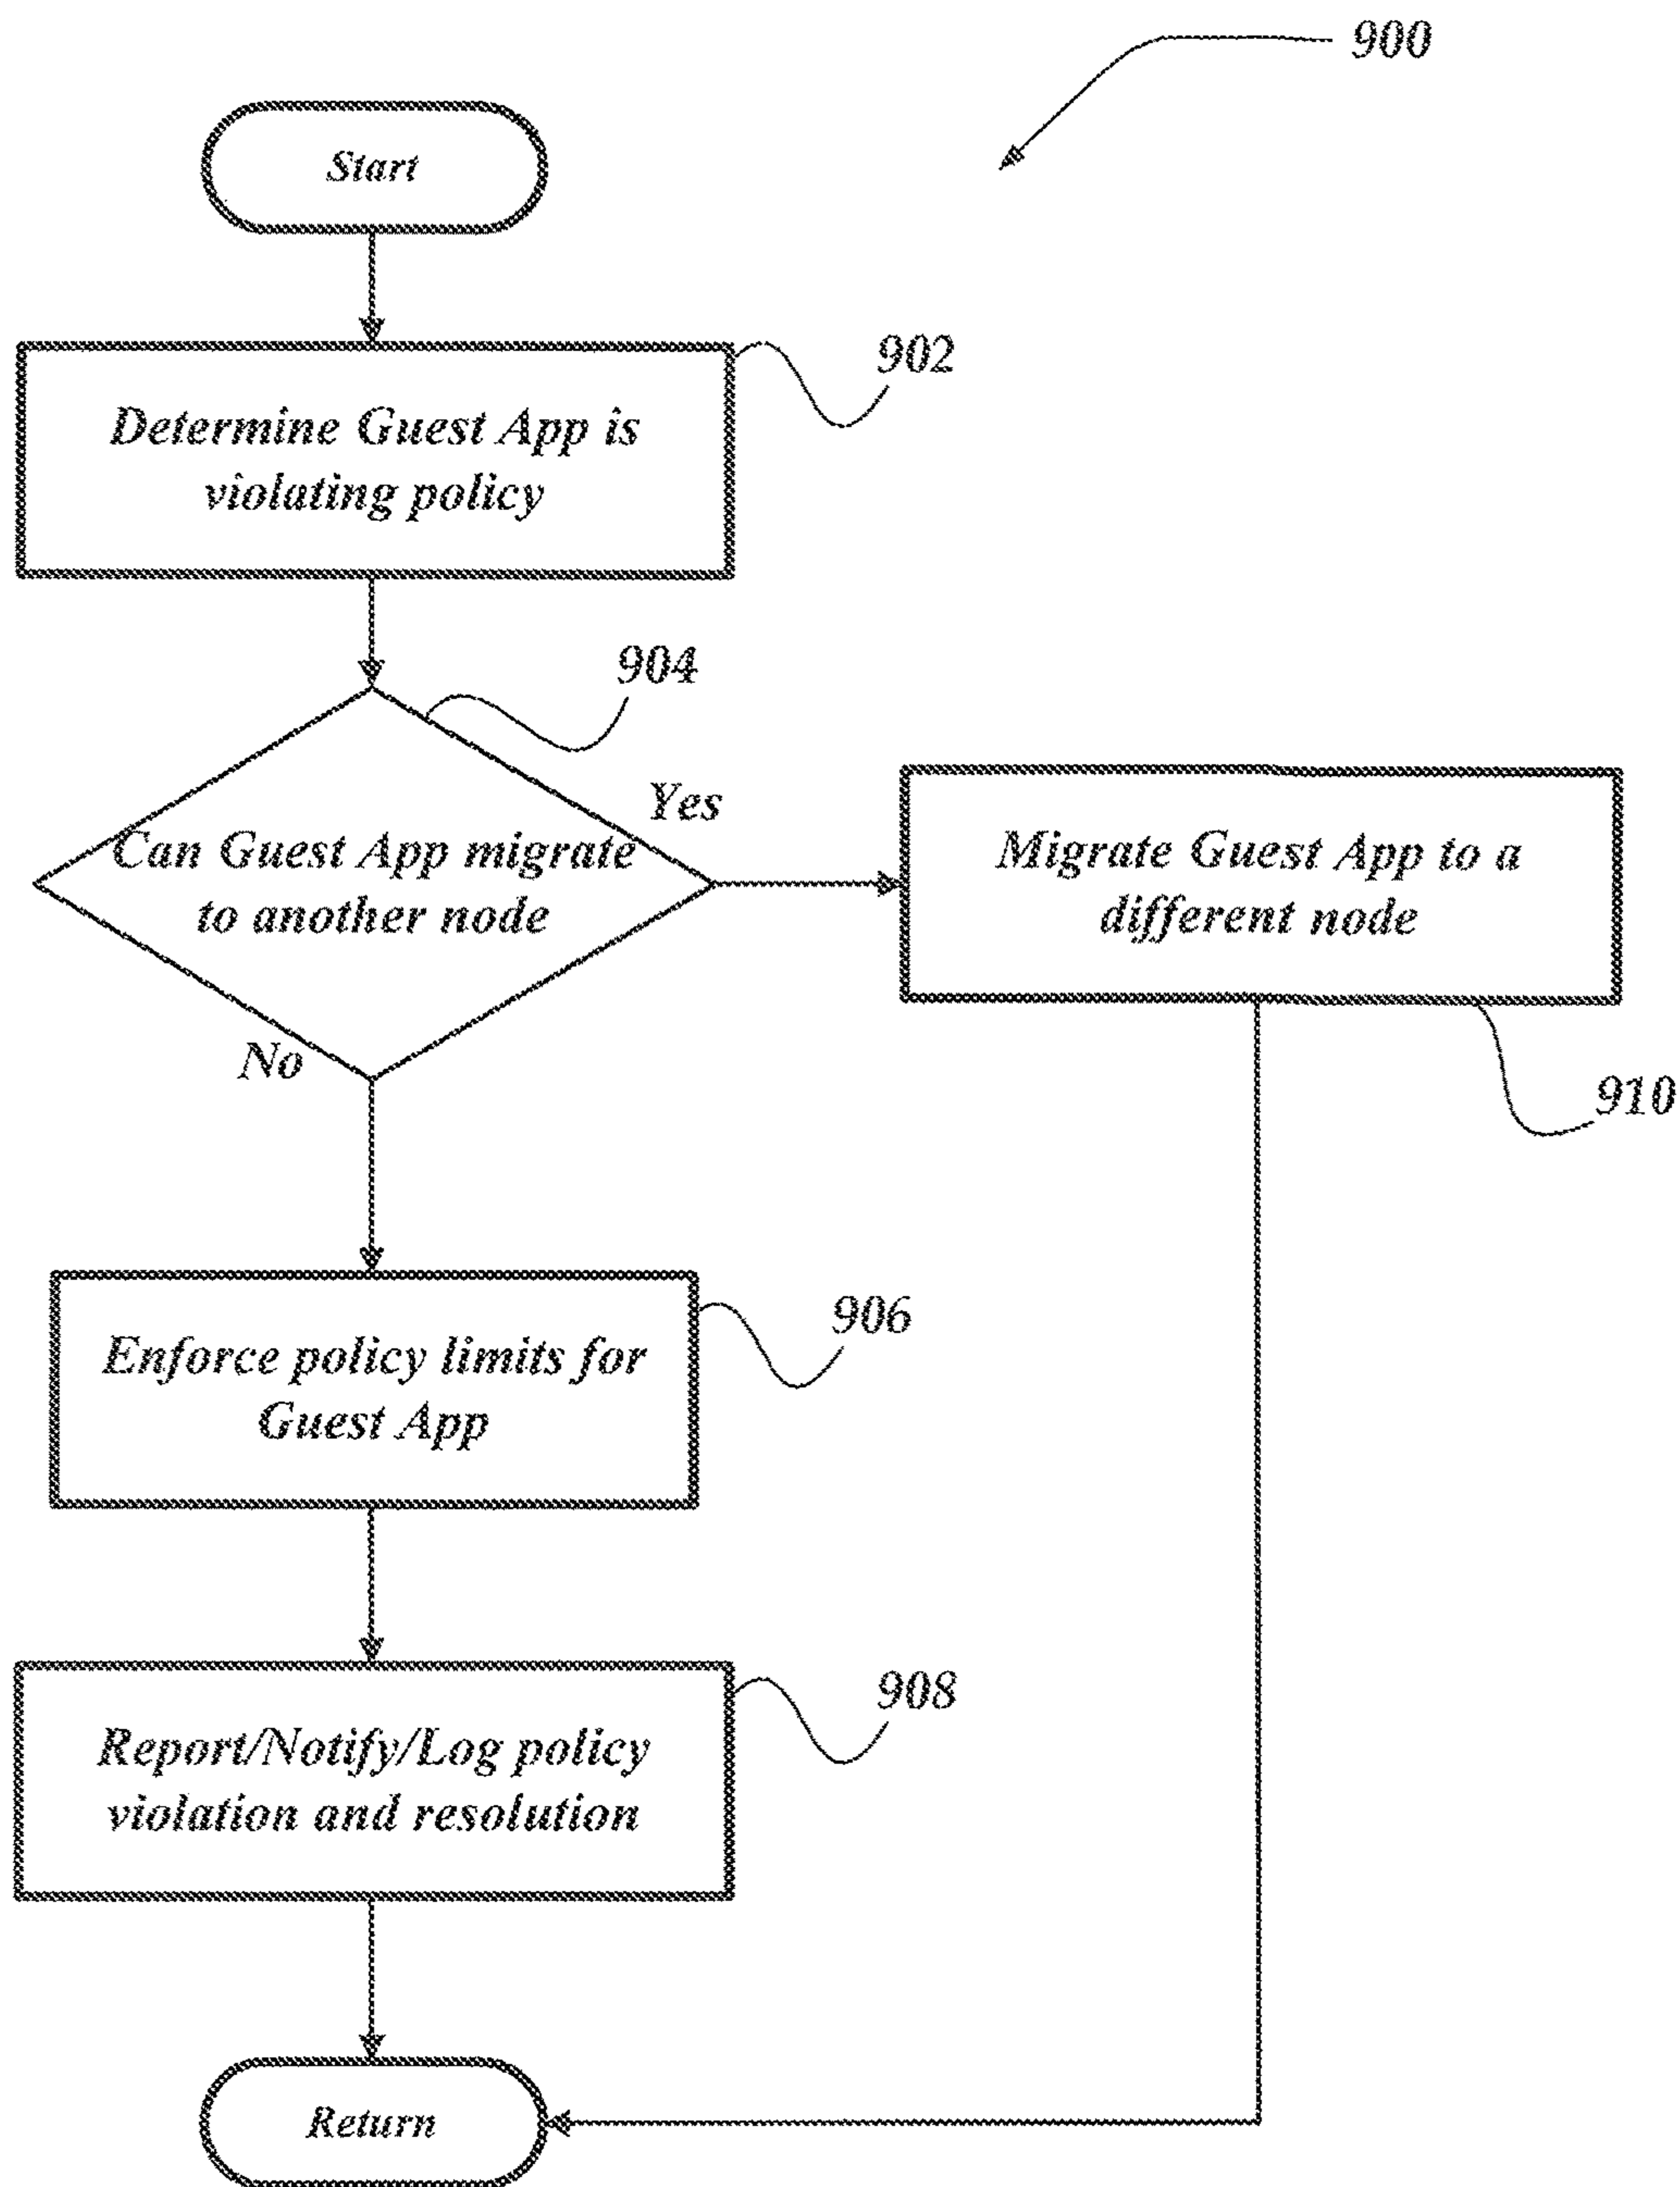 900
Start
902
Determine Guest App is
violating policy
904
Yes
Can Guest App migrate
to another node
Migrate Guest App to a
different node
No
910
906
Enforce policy limits for
Guest App
908
Report/Notify/Log policy
violation and resolution
Return